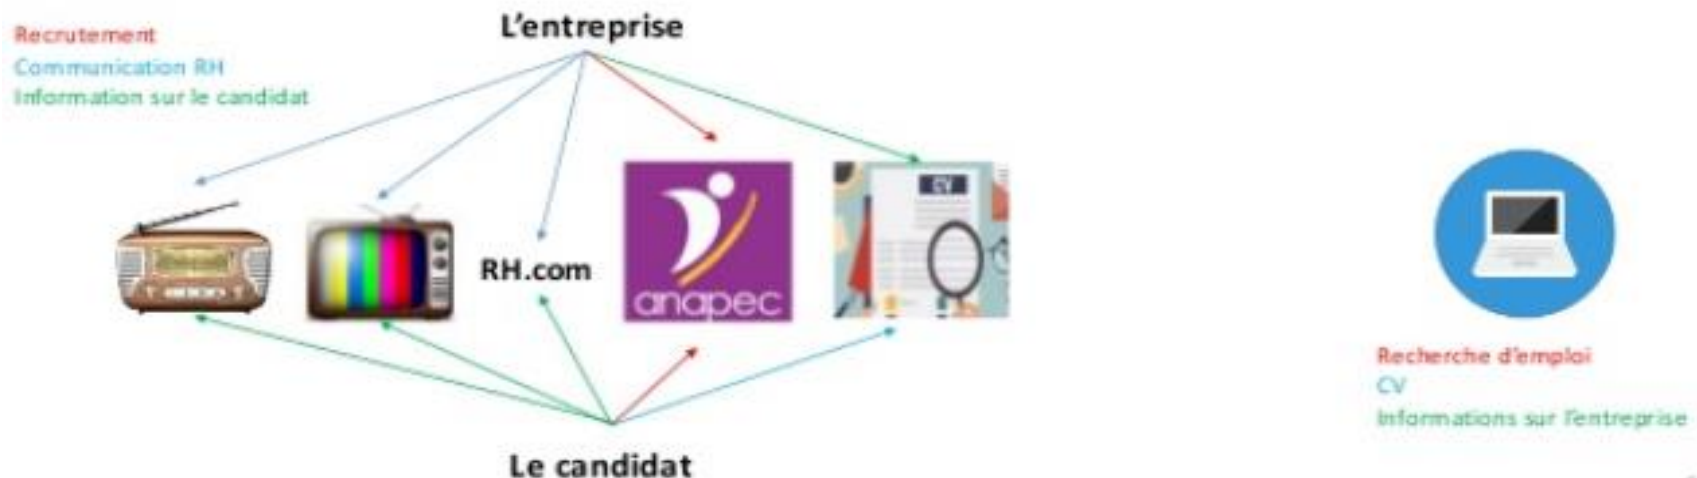 L'entreprise
Recrutement
Communication RH
Information sur le candidat
CV
RH.com
anapec
Recherche d'emploi
CV
Informations sur l'entreprise
Le candidat